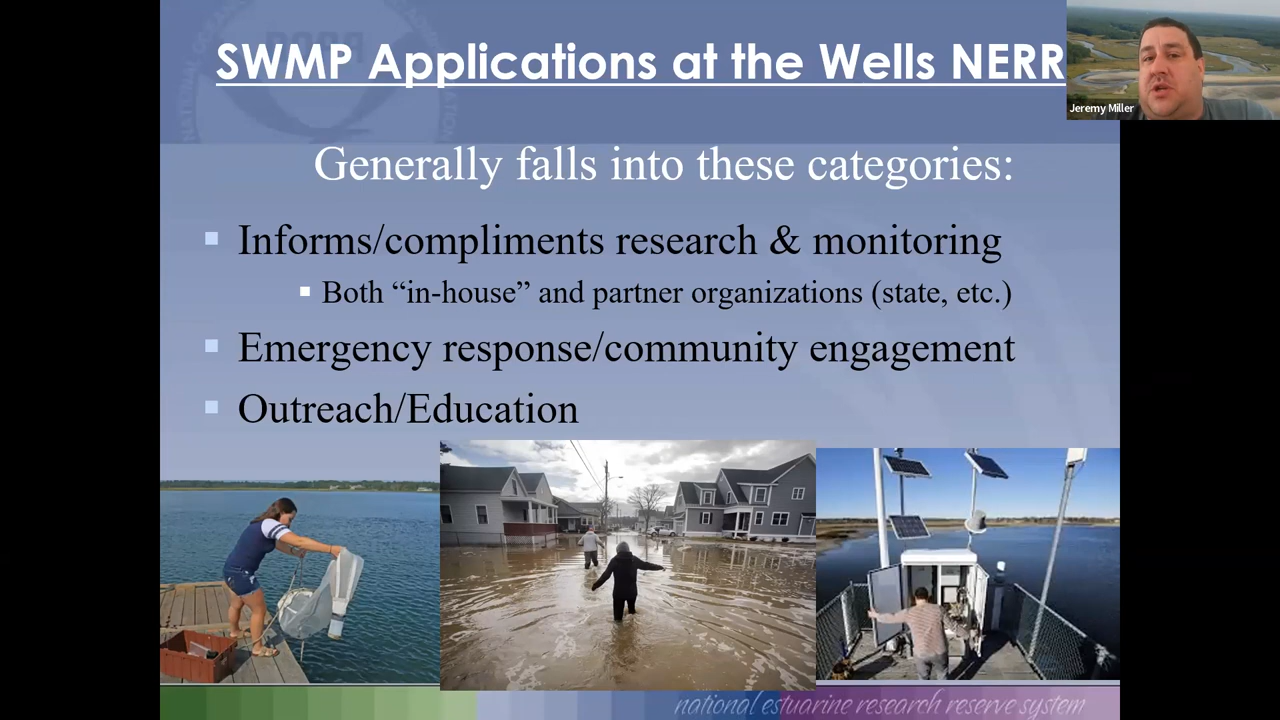 SWMP Applications at the Wells NERR
Jeremy Miller
Generally falls into these categories:
Informs/compliments research & monitoring
Both “in-house” and partner organizations (state, etc.)
Emergency response/community engagement
Outreach/Education
national estuarine research reserve system